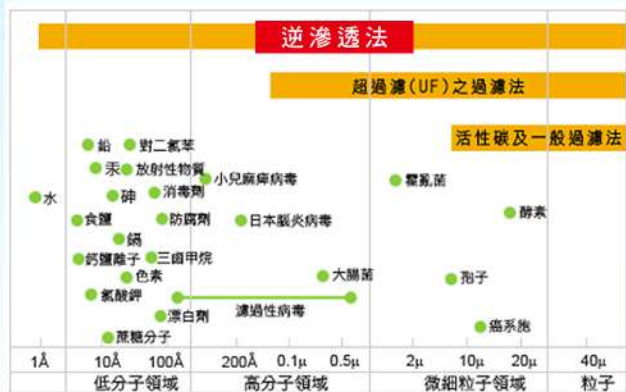 逆滲透法
超過濾(UF)之過濾法
活性碳及一般過濾法
鉛 對二氯苯
汞 放射性物質 小兒麻痺病毒 霍亂菌
水 砷 消毒劑 酵素
食鹽 防腐劑 日本腦炎病毒
鎘
鈣鹽離子 三鹵甲烷
色素 大腸菌 孢子
氯酸鉀 濾過性病毒
漂白劑 癌系胞
蔗糖分子
1Å 10Å 100Å 200Å 0.1μ 0.5μ 2μ 10μ 20μ 40μ
低分子領域 高分子領域 微細粒子領域 粒子